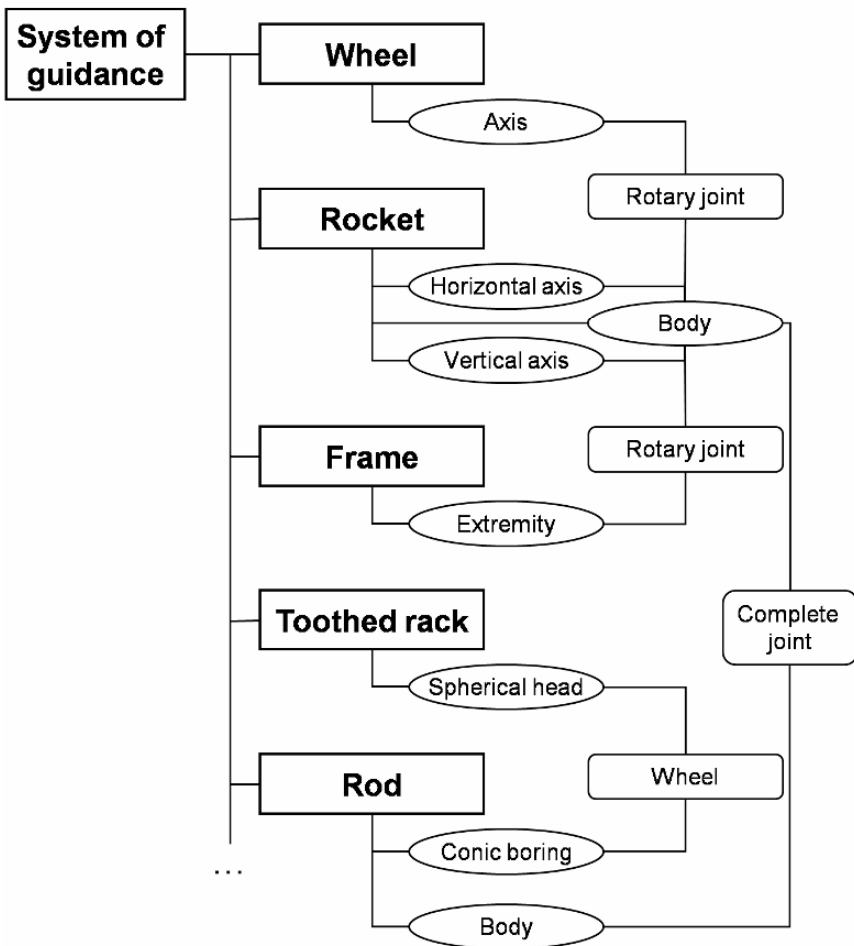 System of
guidance
Wheel
Axis
Rotary joint
Rocket
Horizontal axis
Body
Vertical axis
Frame
Rotary joint
Extremity
Toothed rack
Complete
joint
Spherical head
Wheel
Rod
Conic boring
...
Body